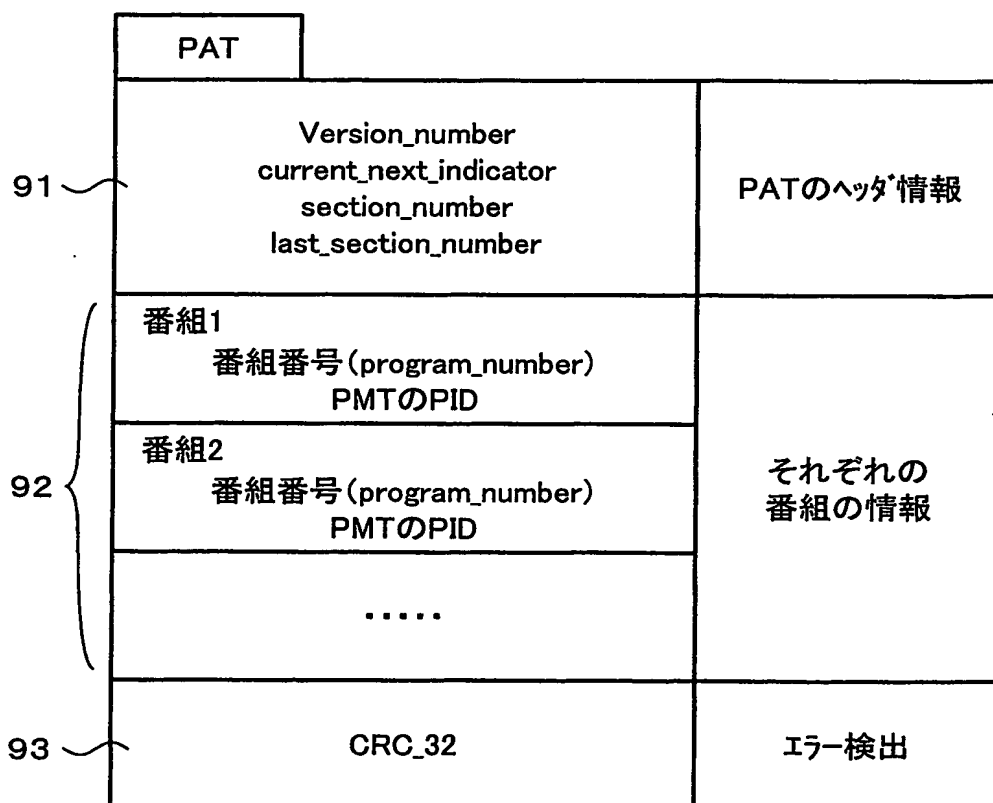 PAT
91
Version_number
current_next_indicator
section_number
last_section_number
PATのヘッダ情報
92
番組1
番組番号(program_number)
PMTのPID
番組2
番組番号(program_number)
PMTのPID
・・・・・
それぞれの
番組の情報
93
CRC_32
エラー検出